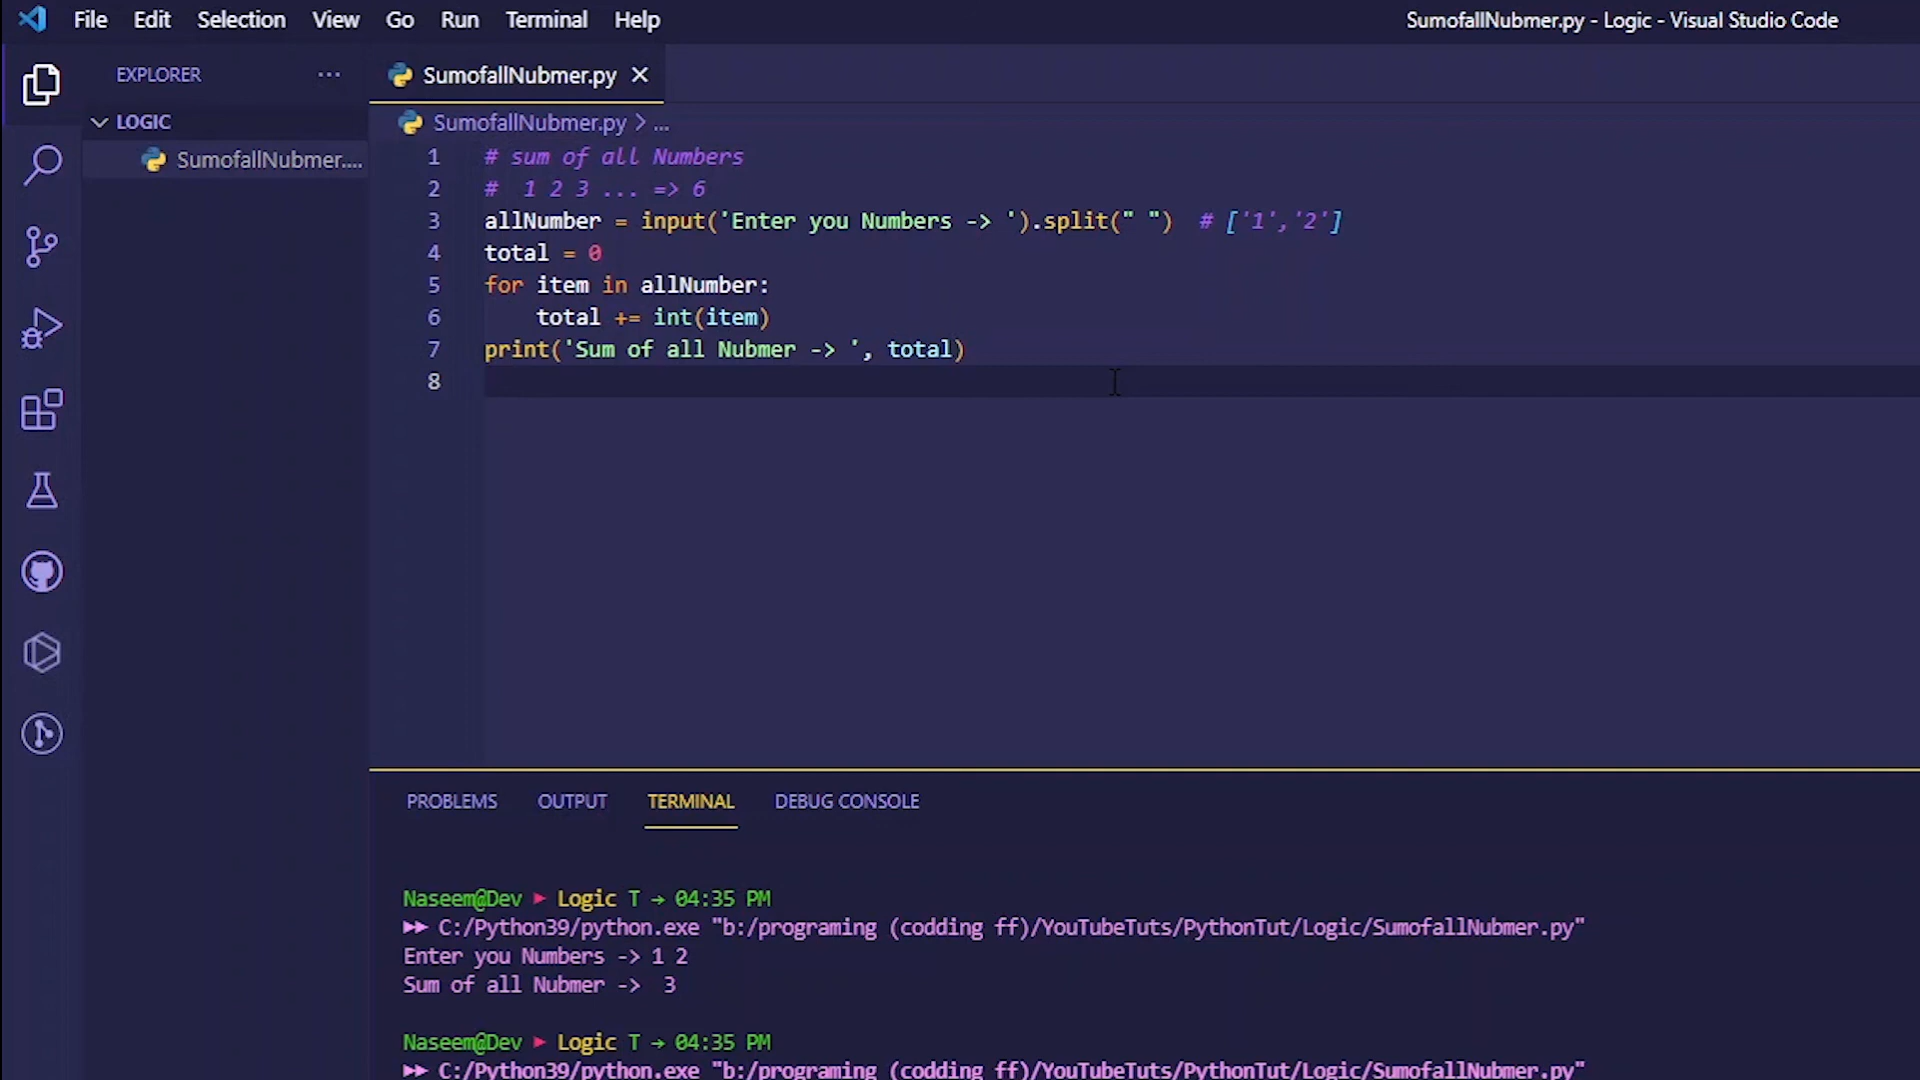 File Edit Selection View Go Run Terminal Help
SumofallNubmer.py - Logic - Visual Studio Code
EXPLORER ...
SumofallNubmer.py ×
LOGIC
SumofallNubmer....
SumofallNubmer.py > ...
1 # sum of all Numbers
2 #  1 2 3 ... => 6
3 allNumber = input('Enter you Numbers -> ').split(" ")  # ['1','2']
4 total = 0
5 for item in allNumber:
6     total += int(item)
7 print('Sum of all Nubmer -> ', total)
8
PROBLEMS OUTPUT TERMINAL DEBUG CONSOLE
Naseem@Dev ► Logic T → 04:35 PM
►► C:/Python39/python.exe "b:/programing (codding ff)/YouTubeTuts/PythonTut/Logic/SumofallNubmer.py"
Enter you Numbers -> 1 2
Sum of all Nubmer ->  3
Naseem@Dev ► Logic T → 04:35 PM
►► C:/Python39/python.exe "b:/programing (codding ff)/YouTubeTuts/PythonTut/Logic/SumofallNubmer.py"